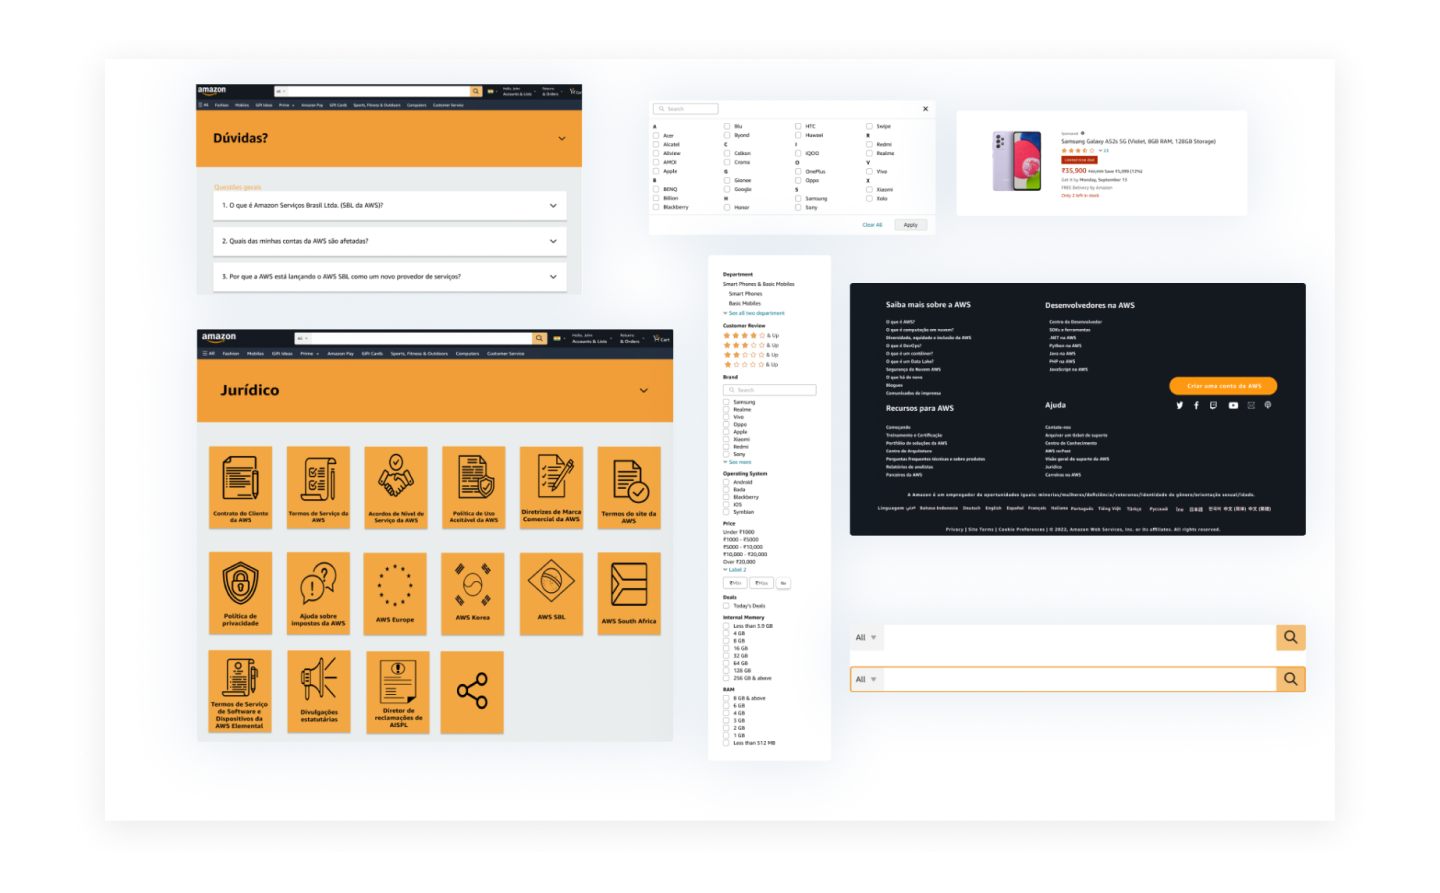 amazon
All
Hello, John
Accounts & Lists
Returns
& Orders
Cart
All Fashion Mobiles Gift Ideas Prime Amazon Pay Gift Cards Sports, Fitness & Outdoors Computers Customer Service
Dúvidas?
Questões gerais
1. O que é Amazon Serviços Brasil Ltda. (SBL da AWS)?
2. Quais das minhas contas da AWS são afetadas?
3. Por que a AWS está lançando o AWS SBL como um novo provedor de serviços?
amazon
All
Hello, John
Accounts & Lists
Returns
& Orders
Cart
All Fashion Mobiles Gift Ideas Prime Amazon Pay Gift Cards Sports, Fitness & Outdoors Computers Customer Service
Jurídico
Contrato de Cliente
da AWS
Termos de Serviço da
AWS
Acordos de Nível de
Serviço da AWS
Política de Uso
Aceitável da AWS
Diretrizes de Marca
Comercial da AWS
Termos do site da
AWS
Política de
privacidade
Ajuda sobre
impostos da AWS
AWS Europe
AWS Korea
AWS SBL
AWS South Africa
Termos de Serviço
de Software e
Dispositivos da
AWS Elemental
Divulgações
estatutárias
Diretor de
reclamações de
AISPL
Search
A
Acer
Alcatel
Allview
AMOI
Apple
B
BENQ
Billion
Blackberry
Blu
Byond
C
Celkon
Croma
G
Gionee
Google
H
Honor
HTC
Huawei
I
iQOO
O
OnePlus
Oppo
S
Samsung
Sony
Swipe
R
Redmi
Realme
V
Vivo
X
Xiaomi
Xolo
Clear All
Apply
Sponsored
Samsung Galaxy A52s 5G (Violet, 8GB RAM, 128GB Storage)
23
Limited time deal
₹35,900
Get it by Monday, September 13
FREE Delivery by Amazon
Only 2 left in stock
Department
Smart Phones & Basic Mobiles
Smart Phones
Basic Mobiles
See all two department
Customer Review
& Up
& Up
& Up
& Up
Brand
Search
Samsung
Realme
Vivo
Oppo
Apple
Xiaomi
Redmi
Sony
See more
Operating System
Android
Bada
Blackberry
IOS
Symbian
Price
Under ₹1000
₹1000 - ₹5000
₹5000 - ₹10,000
₹10,000 - ₹20,000
Over ₹20,000
Label 2
₹Min
₹Max
Go
Deals
Today's Deals
Internal Memory
Less than 3.9 GB
4 GB
8 GB
16 GB
32 GB
64 GB
128 GB
256 GB & above
RAM
8 GB & above
6 GB
4 GB
3 GB
2 GB
1 GB
Less than 512 MB
Saiba mais sobre a AWS
O que é AWS?
O que é computação em nuvem?
Diversidade, equidade e inclusão da AWS
O que é DevOps?
O que é um contêiner?
O que é um Data Lake?
Segurança da Nuvem AWS
O que há de novo
Blogues
Comunicados de imprensa
Desenvolvedores na AWS
Centro do Desenvolvedor
SDKs e ferramentas
.NET na AWS
Python na AWS
Java na AWS
PHP na AWS
JavaScript na AWS
Criar uma conta da AWS
Recursos para AWS
Começando
Treinamento e Certificação
Portfólio de soluções da AWS
Centro de Arquitetura
Perguntas frequentes técnicas e sobre produtos
Relatórios de analistas
Parceiros da AWS
Ajuda
Contate-nos
Arquivar um ticket de suporte
Centro de Conhecimento
AWS re:Post
Visão geral do suporte da AWS
Jurídico
Carreiras na AWS
A Amazon é um empregador de oportunidades iguais: minorias/mulheres/deficiência/veteranos/identidade de gênero/orientação sexual/idade.
Linguagem عربي Bahasa Indonesia Deutsch English Español Français Italiano Português Tiếng Việt Türkçe Ρусский ไทย 日本語 한국어 中文 (简体) 中文 (繁體)
Privacy | Site Terms | Cookie Preferences | © 2022, Amazon Web Services, Inc. or its affiliates. All rights reserved.
All
All